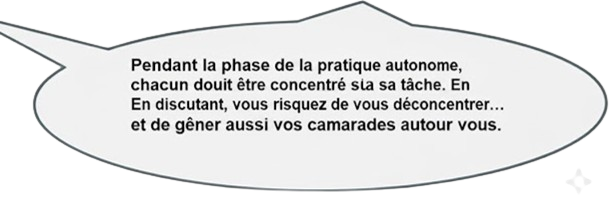 Pendant la phase de la pratique autonome,
chacun douit être concentré sia sa tâche. En
En discutant, vous risquez de vous déconcentrer...
et de gêner aussi vos camarades autour vous.